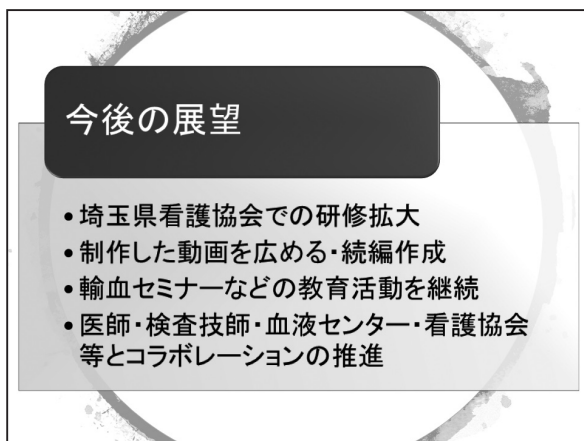 今後の展望
•埼玉県看護協会での研修拡大
•制作した動画を広める・続編作成
•輸血セミナーなどの教育活動を継続
•医師・検査技師・血液センター・看護協会
等とコラボレーションの推進